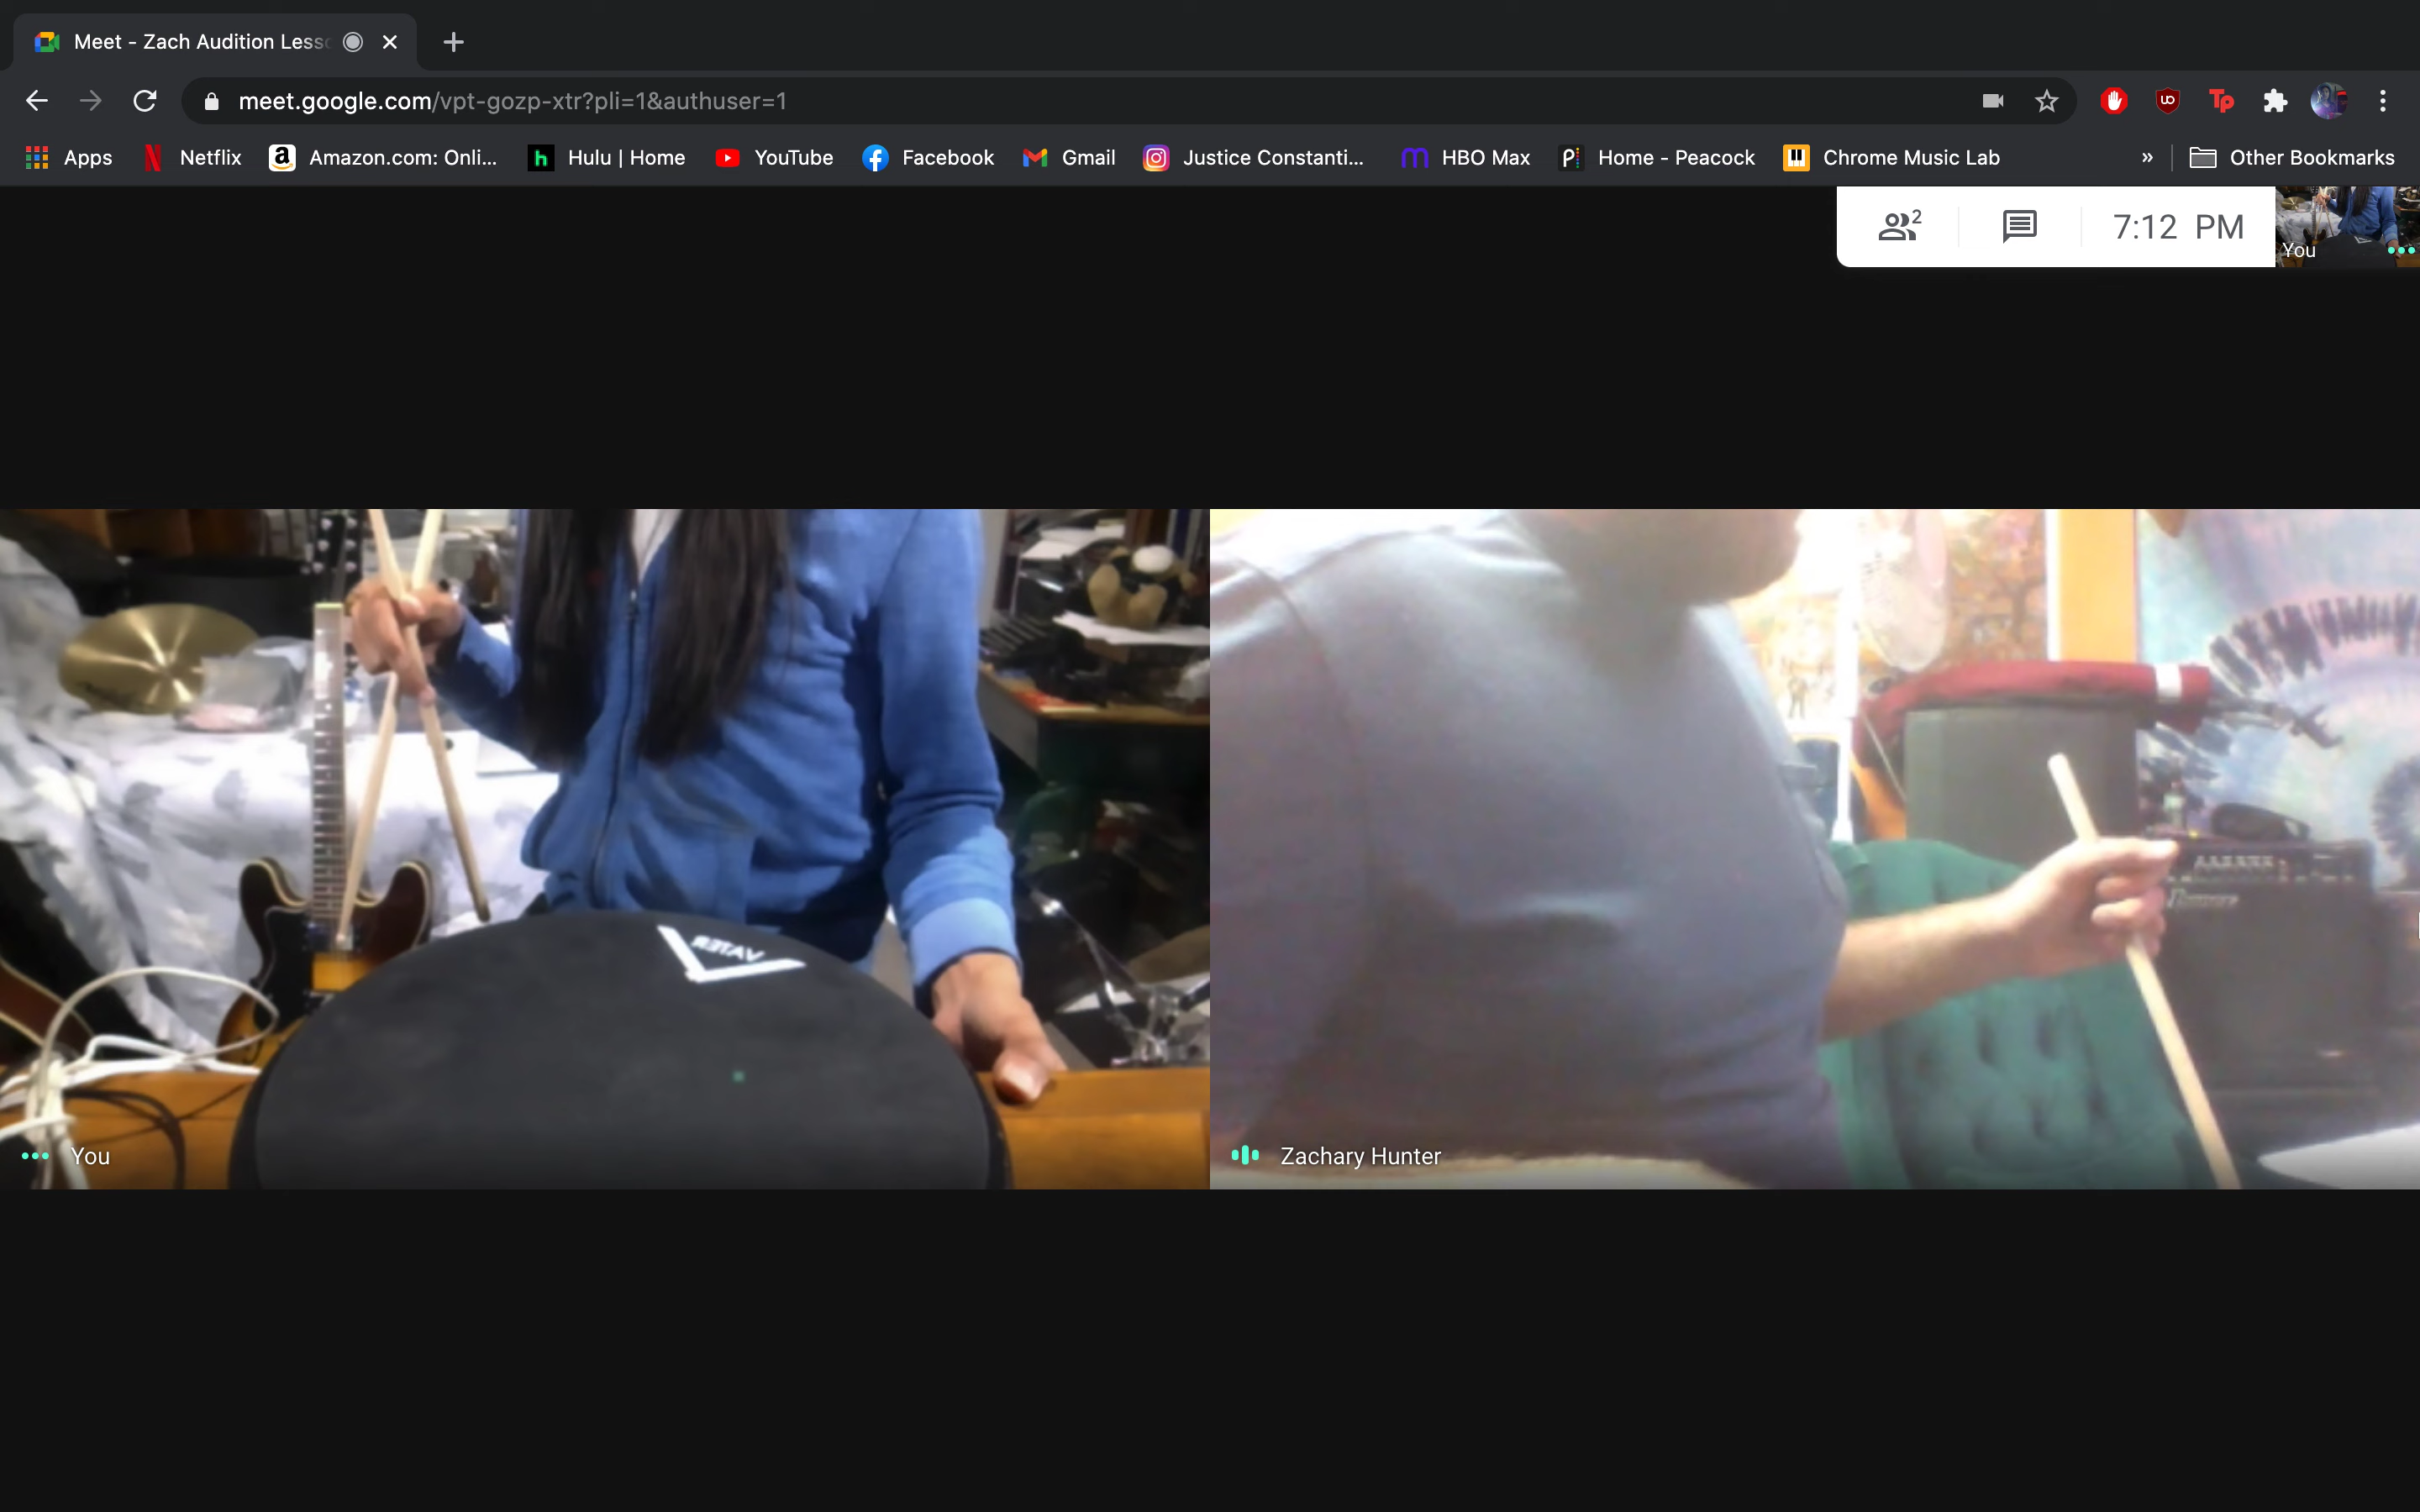 Meet - Zach Audition Less
meet.google.com/vpt-gozp-xtr?pli=1&authuser=1
Apps Netflix Amazon.com: Onli... Hulu | Home YouTube Facebook Gmail Justice Constanti... HBO Max Home - Peacock Chrome Music Lab » Other Bookmarks
2 7:12 PM
You
VATER
Ibanez
You
Zachary Hunter